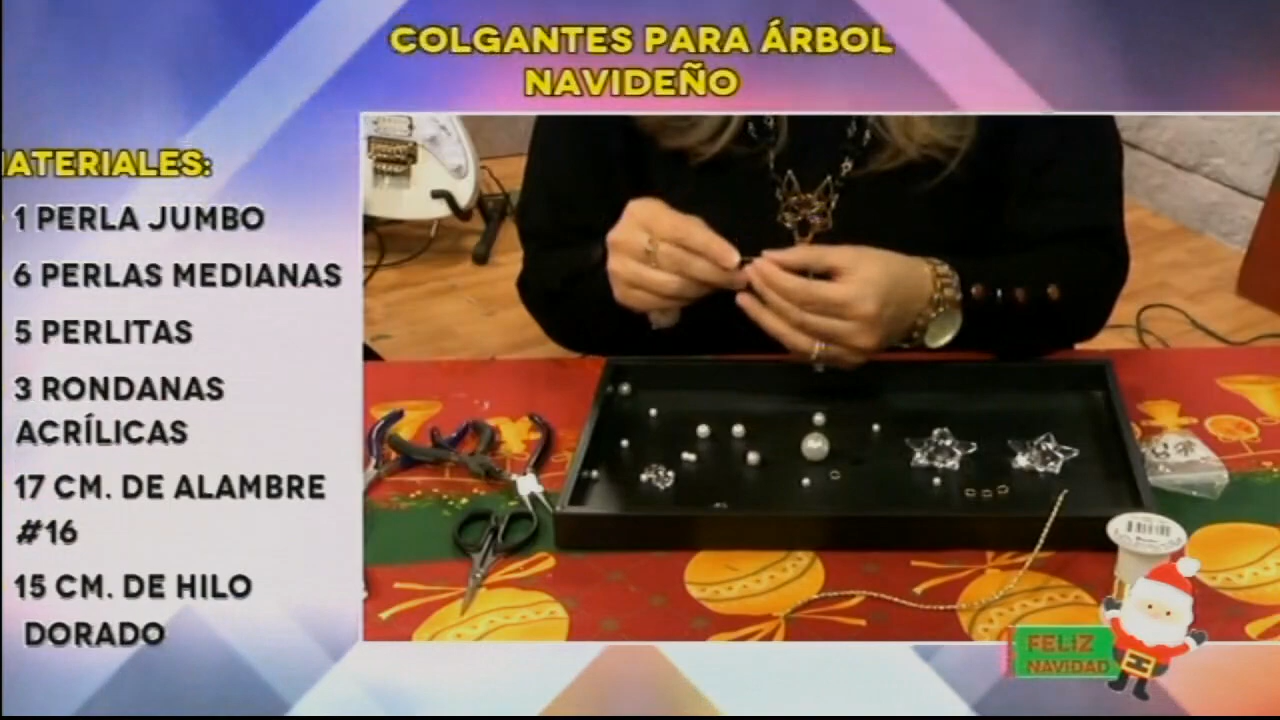 COLGANTES PARA ÁRBOL
NAVIDEÑO
MATERIALES:
1 PERLA JUMBO
6 PERLAS MEDIANAS
5 PERLITAS
3 RONDANAS
ACRÍLICAS
17 CM. DE ALAMBRE
#16
15 CM. DE HILO
DORADO
FELIZ
NAVIDAD